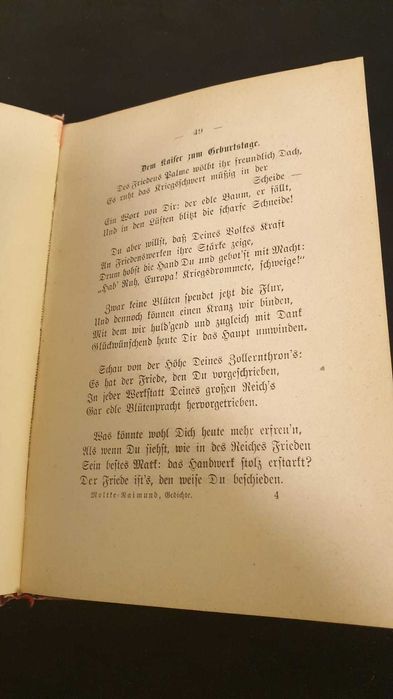 — 49 —
Dem Kaiser zum Geburtstage.
Des Friedens Palme wölbt ihr freundlich Dach,
Es ruht das Kriegsschwert müßig in der
Scheide —
Ein Wort von Dir: der edle Baum, er fällt,
Und in den Lüften blitzt die scharfe Schneide!
Du aber willst, daß Deines Volkes Kraft
An Friedenswerken ihre Stärke zeige,
Drum hobst die Hand Du und gebot'st mit Macht:
„Hab' Ruh, Europa! Kriegsdrommete, schweige!"
Zwar keine Blüten spendet jetzt die Flur,
Und dennoch können einen Kranz wir binden,
Mit dem wir huld'gend und zugleich mit Dank
Glückwünschend heute Dir das Haupt umwinden.
Schau von der Höhe Deines Zollernthron's:
Es hat der Friede, den Du vorgeschrieben,
In jeder Werkstatt Deines großen Reich's
Gar edle Blütenpracht hervorgetrieben.
Was könnte wohl Dich heute mehr erfreu'n,
Als wenn Du siehst, wie in des Reiches Frieden
Sein bestes Mark: das Handwerk stolz erstarkt?
Der Friede ist's, den weise Du beschieden.
Moltke-Raimund, Gedichte. 4